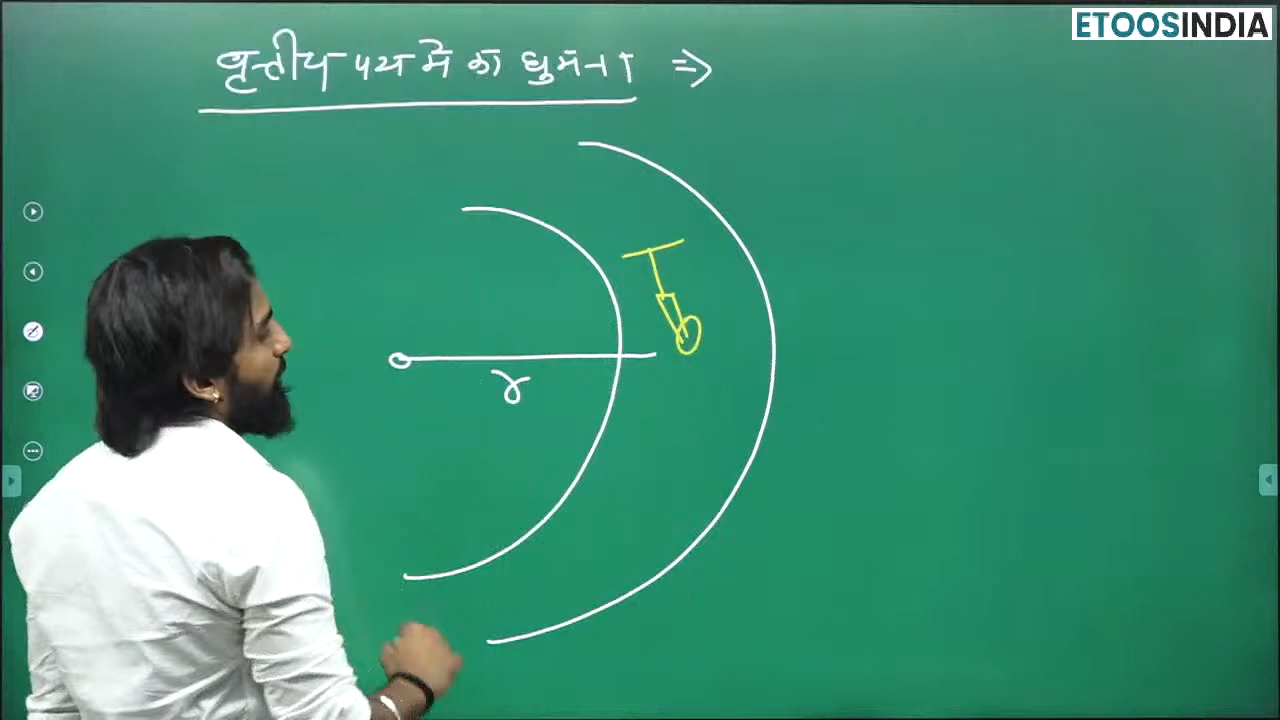 ETOOSINDIA
वृत्तीय पथ में का घुमना ⇒
r